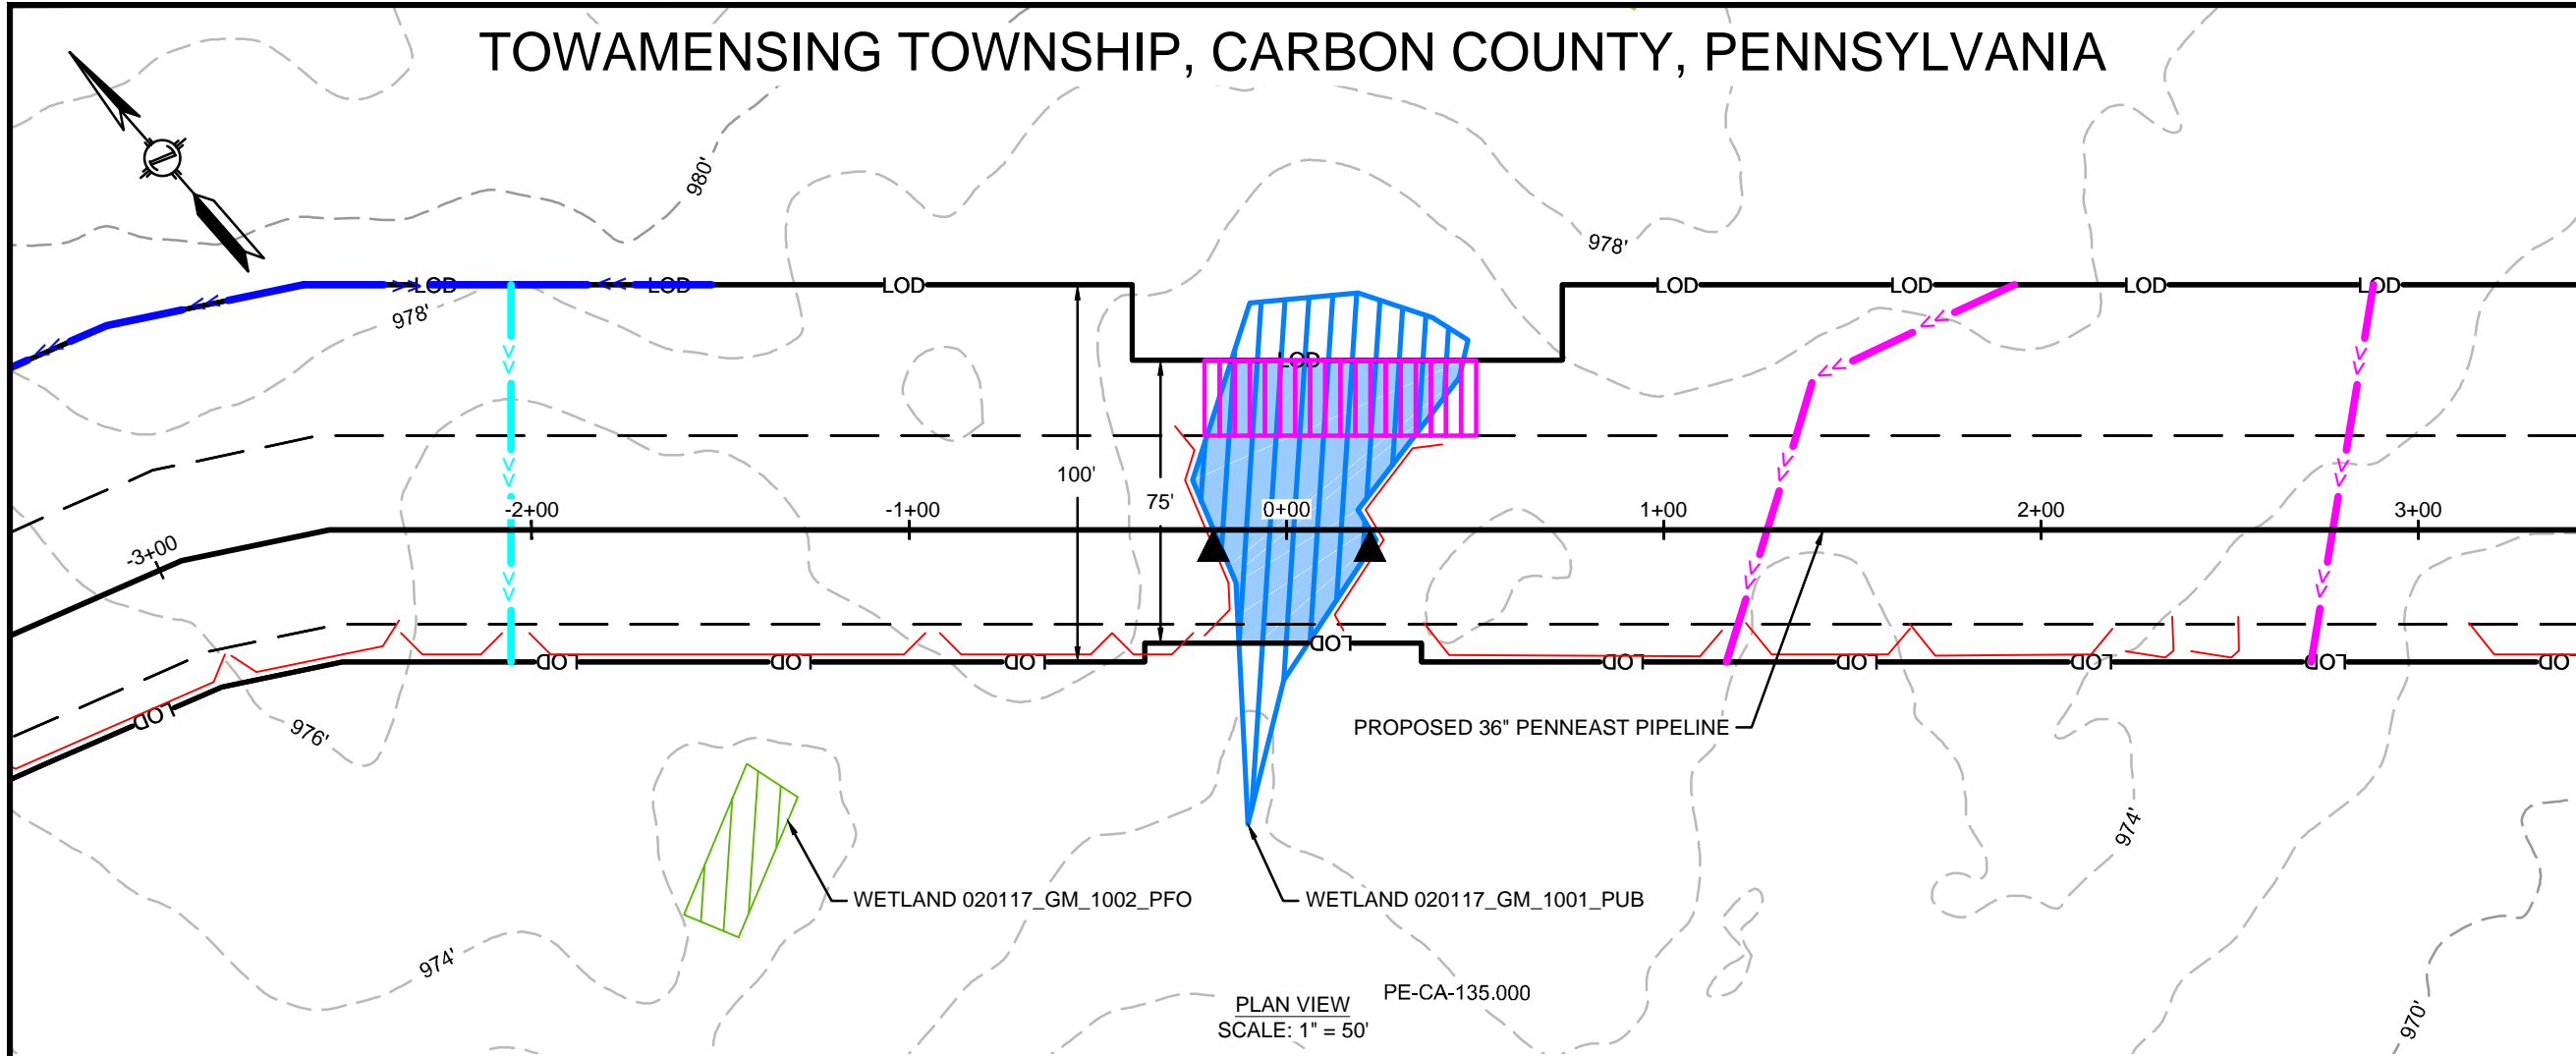 TOWAMENSING TOWNSHIP, CARBON COUNTY, PENNSYLVANIA
980'
978'
LOD
LOD
LOD
LOD
LOD
LOD
LOD
978'
LOD
100'
75'
-3+00
-2+00
-1+00
0+00
1+00
2+00
3+00
LOD
LOD
LOD
LOD
LOD
LOD
LOD
LOD
LOD
LOD
976'
PROPOSED 36" PENNEAST PIPELINE
974'
WETLAND 020117_GM_1002_PFO
WETLAND 020117_GM_1001_PUB
974'
PE-CA-135.000
PLAN VIEW
SCALE: 1" = 50'
970'